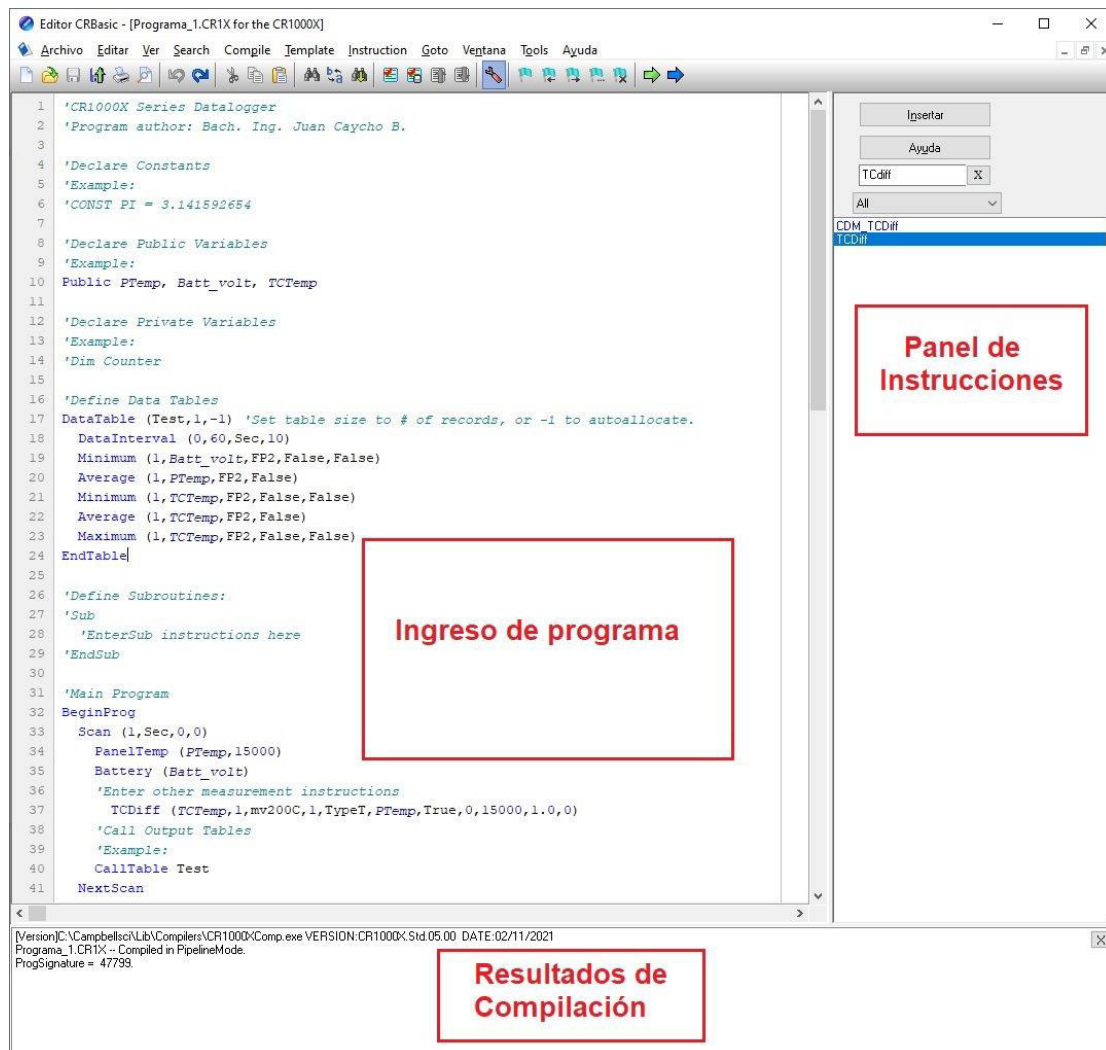 Editor CRBasic - [Programa_1.CR1X for the CR1000X]
Archivo Editar Ver Search Compile Template Instruction Goto Ventana Tools Ayuda
1 'CR1000X Series Datalogger
2 'Program author: Bach. Ing. Juan Caycho B.
3
4 'Declare Constants
5 'Example:
6 'CONST PI = 3.141592654
7
8 'Declare Public Variables
9 'Example:
10 Public PTemp, Batt_volt, TCTemp
11
12 'Declare Private Variables
13 'Example:
14 'Dim Counter
15
16 'Define Data Tables
17 DataTable (Test,1,-1) 'Set table size to # of records, or -1 to autoallocate.
18 DataInterval (0,60,Sec,10)
19 Minimum (1,Batt_volt,FP2,False,False)
20 Average (1,PTemp,FP2,False)
21 Minimum (1,TCTemp,FP2,False,False)
22 Average (1,TCTemp,FP2,False)
23 Maximum (1,TCTemp,FP2,False,False)
24 EndTable
25
26 'Define Subroutines:
27 'Sub
28 'EnterSub instructions here
29 'EndSub
30
31 'Main Program
32 BeginProg
33 Scan (1,Sec,0,0)
34 PanelTemp (PTemp,15000)
35 Battery (Batt_volt)
36 'Enter other measurement instructions
37 TCDiff (TCTemp,1,mv200C,1,TypeT,PTemp,True,0,15000,1.0,0)
38 'Call Output Tables
39 'Example:
40 CallTable Test
41 NextScan
Ingreso de programa
Insertar
Ayuda
TCdiff X
All
CDM_TCDiff
TCDiff
Panel de
Instrucciones
[Version]C:\Campbellsci\Lib\Compilers\CR1000XComp.exe VERSION:CR1000X.Std.05.00 DATE:02/11/2021
Programa_1.CR1X -- Compiled in PipelineMode.
ProgSignature = 47799.
X
Resultados de
Compilación